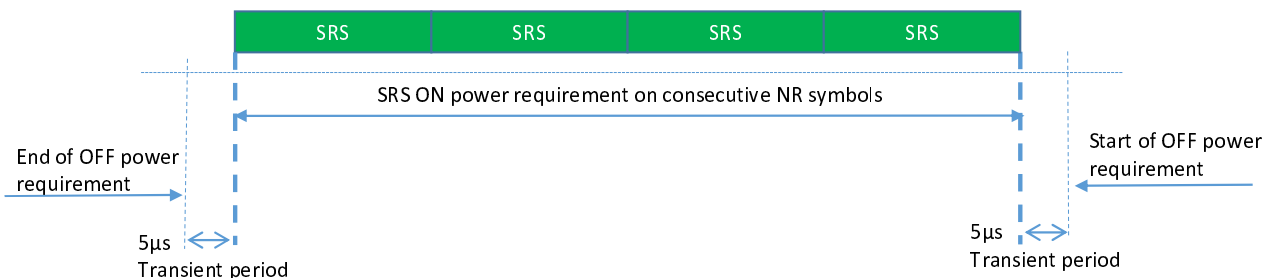 SRS SRS SRS SRS
SRS ON power requirement on consecutive NR symbols
End of OFF power
requirement
Start of OFF power
requirement
5µs
Transient period
5µs
Transient period